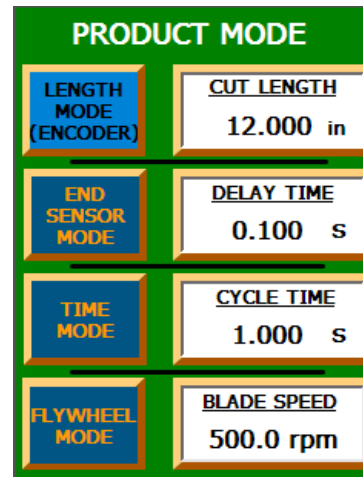 PRODUCT MODE
LENGTH
MODE
(ENCODER)
CUT LENGTH
12.000 in
END
SENSOR
MODE
DELAY TIME
0.100 s
TIME
MODE
CYCLE TIME
1.000 s
FLYWHEEL
MODE
BLADE SPEED
500.0 rpm